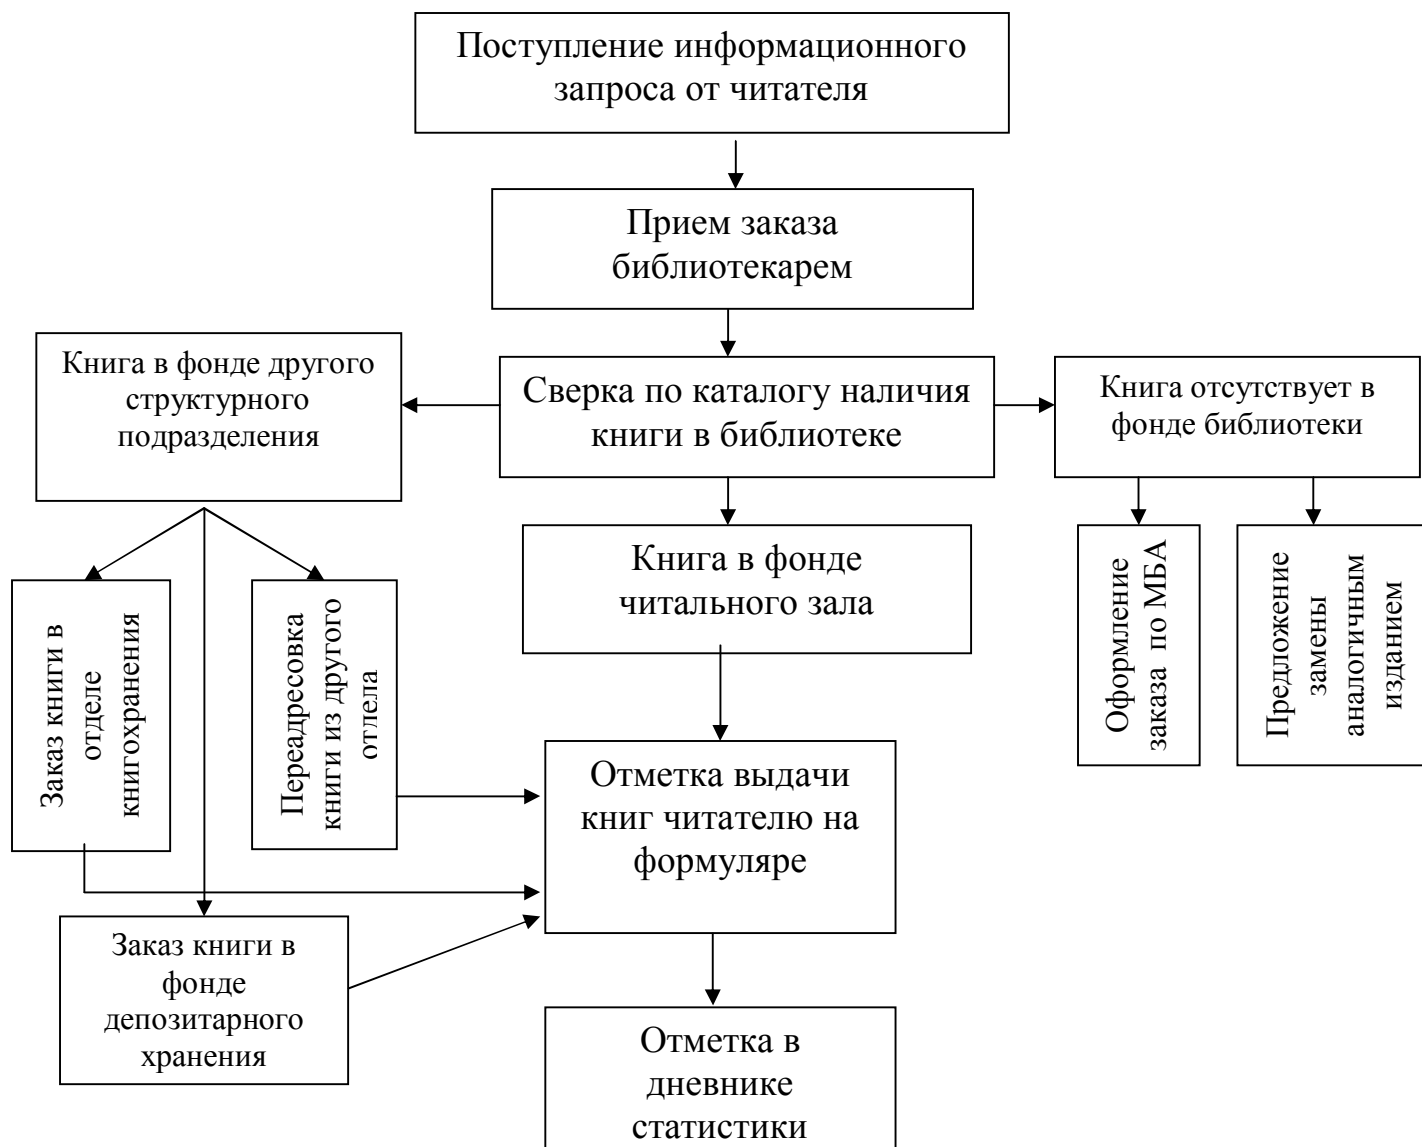 Поступление информационного
запроса от читателя
Прием заказа
библиотекарем
Книга в фонде другого
структурного
подразделения
Сверка по каталогу наличия
книги в библиотеке
Книга отсутствует в
фонде библиотеки
Книга в фонде
читального зала
Оформление
заказа по МБА
Предложение
замены
аналогичным
изданием
Заказ книги в
отделе
книгохранения
Переадресовка
книги из другого
отдела
Отметка выдачи
книг читателю на
формуляре
Заказ книги в
фонде
депозитарного
хранения
Отметка в
дневнике
статистики